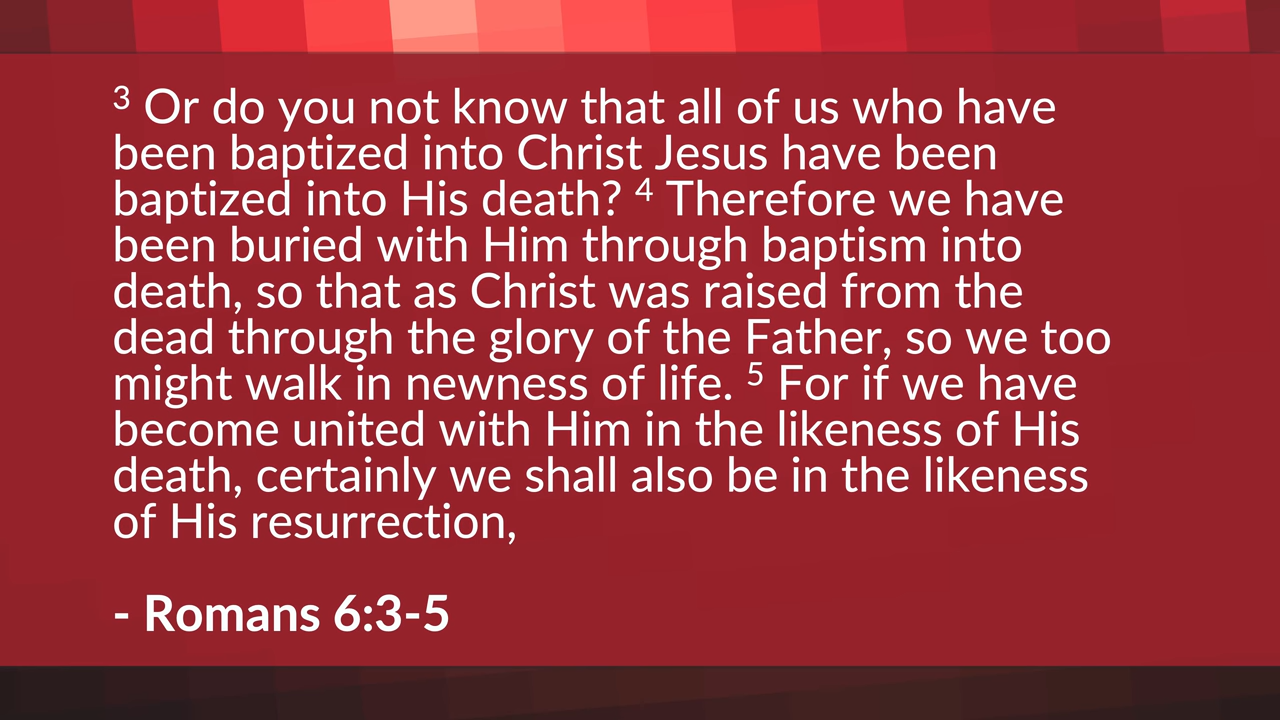 3 Or do you not know that all of us who have
been baptized into Christ Jesus have been
baptized into His death? 4 Therefore we have
been buried with Him through baptism into
death, so that as Christ was raised from the
dead through the glory of the Father, so we too
might walk in newness of life. 5 For if we have
become united with Him in the likeness of His
death, certainly we shall also be in the likeness
of His resurrection,
- Romans 6:3-5